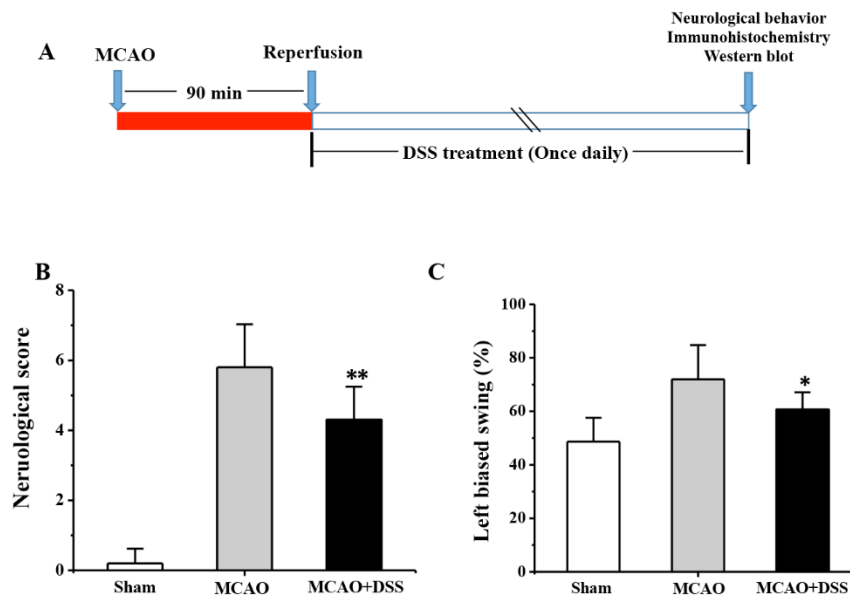 A
MCAO
Reperfusion
Neurological behavior
Immunohistochemistry
Western blot
90 min
DSS treatment (Once daily)
B
Neruological score
8
6
4
2
0
**
Sham
MCAO
MCAO+DSS
C
Left biased swing (%)
100
80
60
40
20
0
*
Sham
MCAO
MCAO+DSS